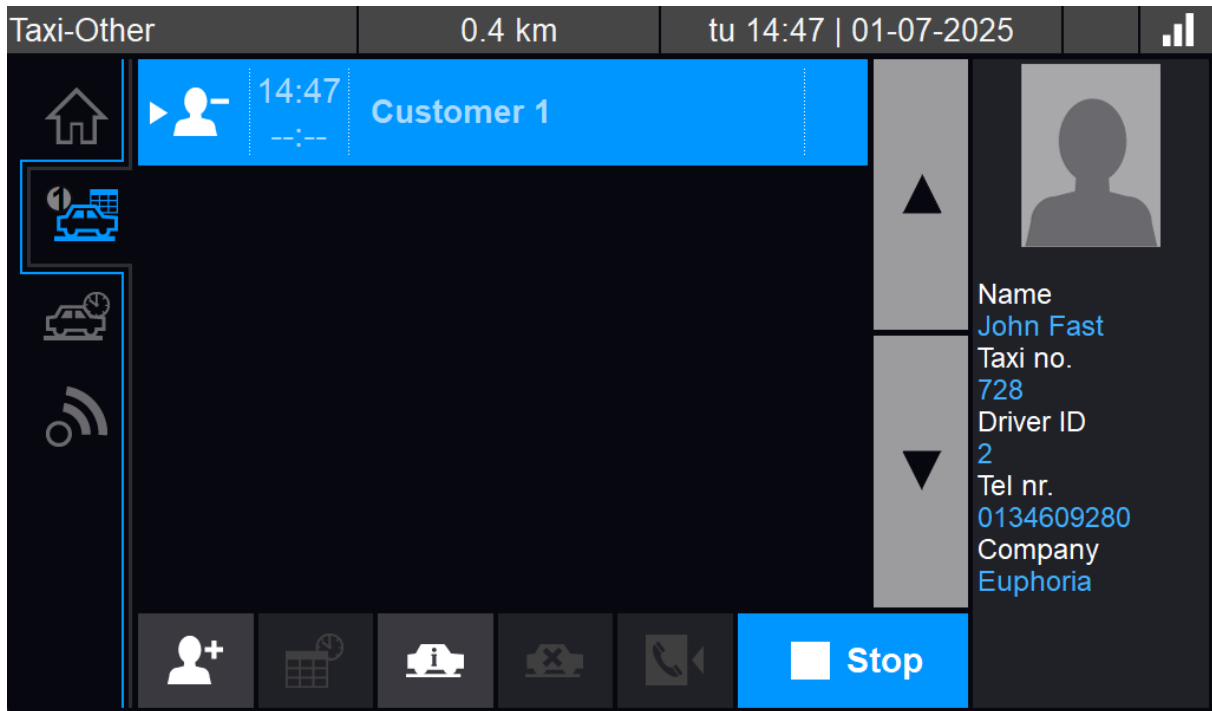 Taxi-Other 0.4 km tu 14:47 | 01-07-2025
14:47
--:--
Customer 1
1
Name
John Fast
Taxi no.
728
Driver ID
2
Tel nr.
0134609280
Company
Euphoria
i
Stop